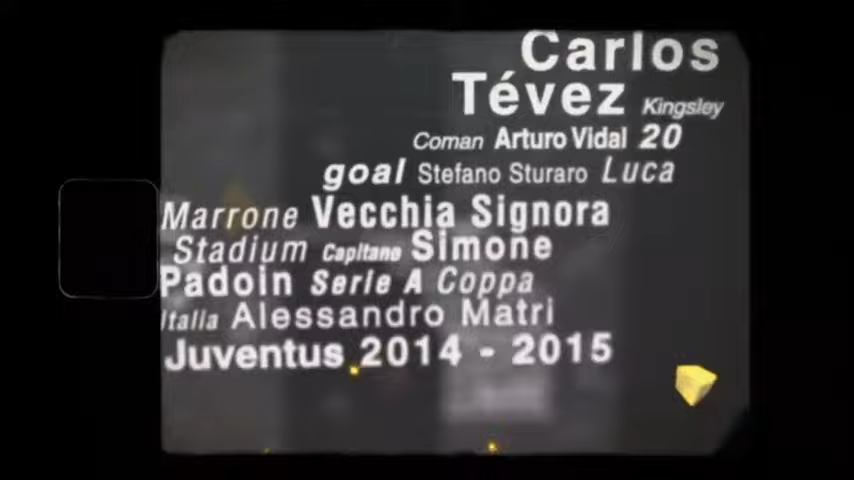 Carlos
Tévez Kingsley
Coman Arturo Vidal 20
goal Stefano Sturaro Luca
Marrone Vecchia Signora
Stadium Capitano Simone
Padoin Serie A Coppa
Italia Alessandro Matri
Juventus 2014 - 2015